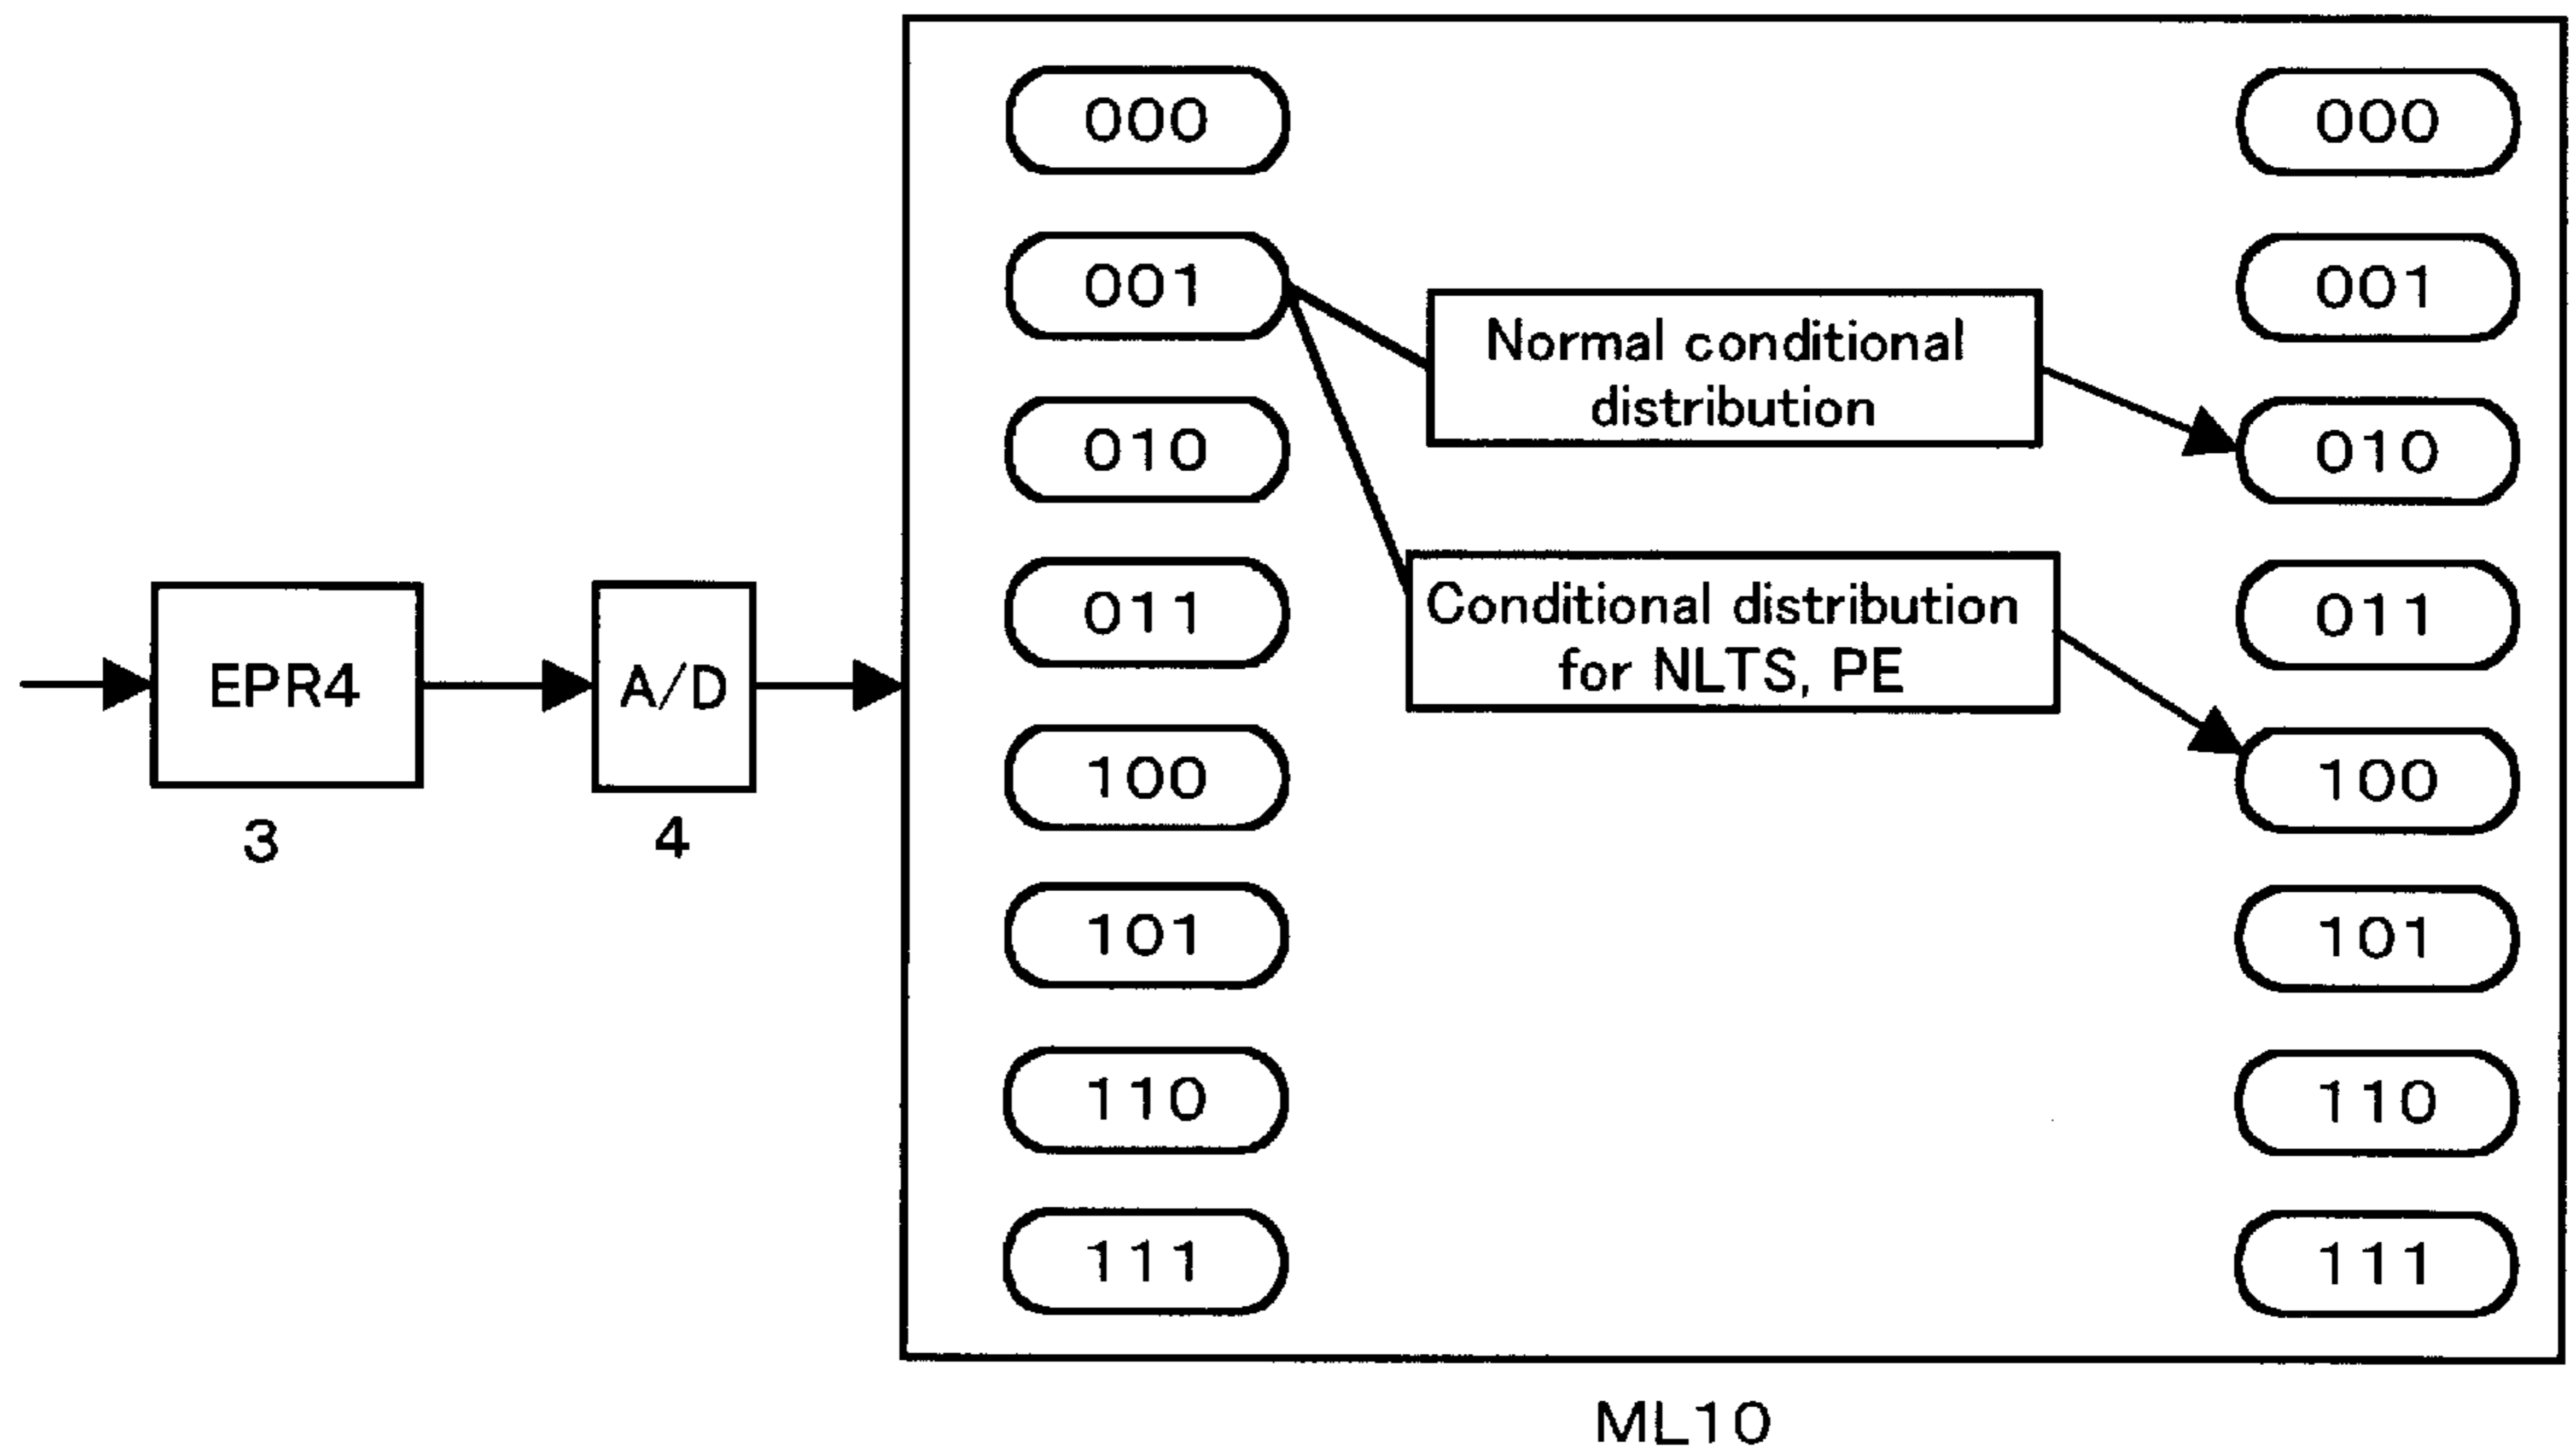 EPR4
3
A/D
4
000
001
010
011
100
101
110
111
Normal conditional
distribution
Conditional distribution
for NLTS, PE
000
001
010
011
100
101
110
111
ML10